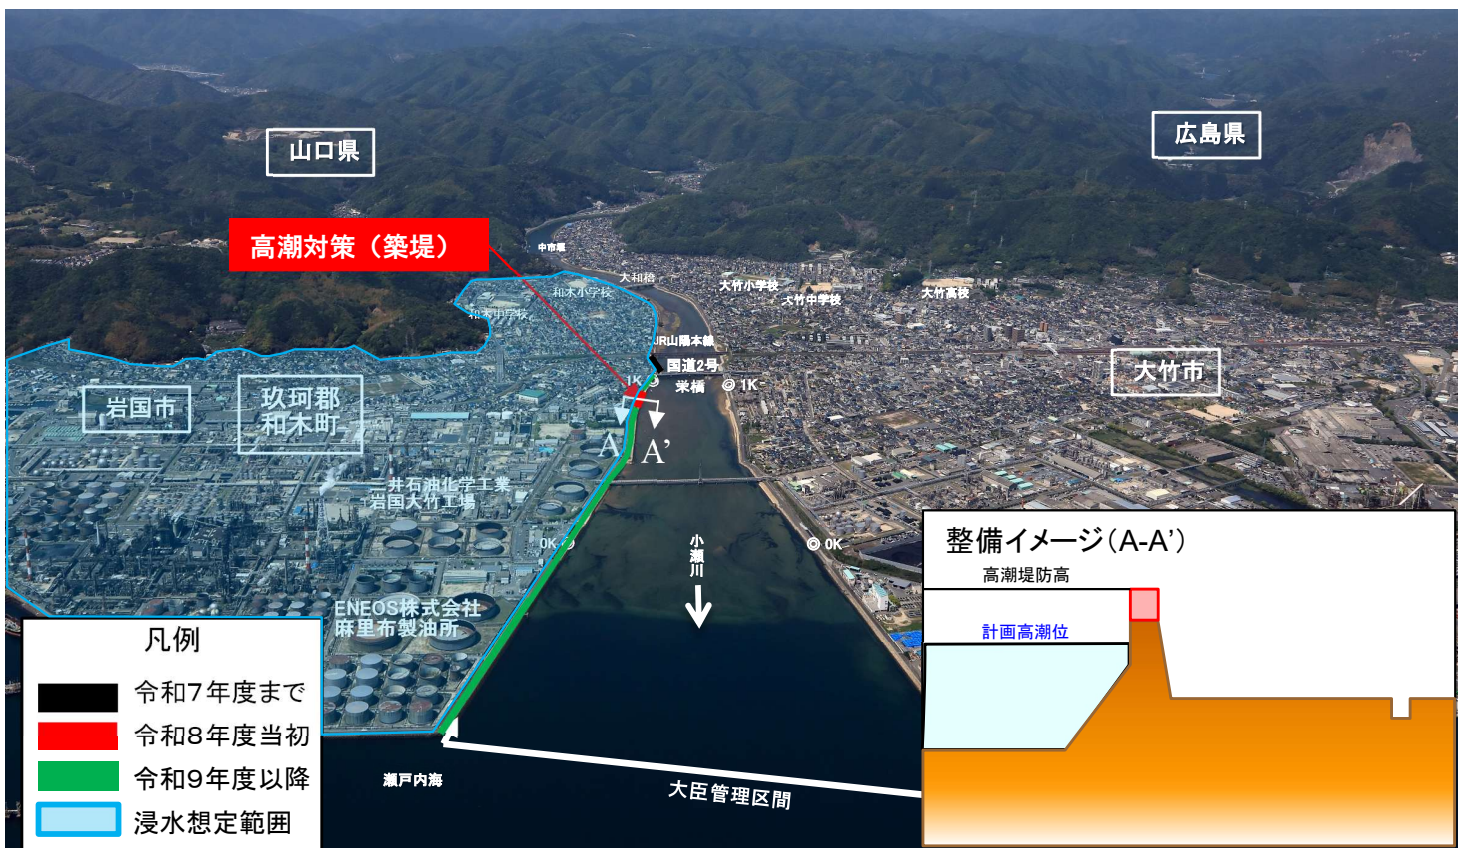 山口県
広島県
高潮対策（築堤）
中市堰
大和橋
和木小学校
和木中学校
大竹小学校
大竹中学校
大竹高校
JR山陽本線
国道2号
栄橋
1K
1K
岩国市
玖珂郡
和木町
大竹市
A
A’
三井石油化学工業
岩国大竹工場
0K
0K
小瀬川
ENEOS株式会社
麻里布製油所
瀬戸内海
大臣管理区間
凡例
令和7年度まで
令和8年度当初
令和9年度以降
浸水想定範囲
整備イメージ（A-A’）
高潮堤防高
計画高潮位